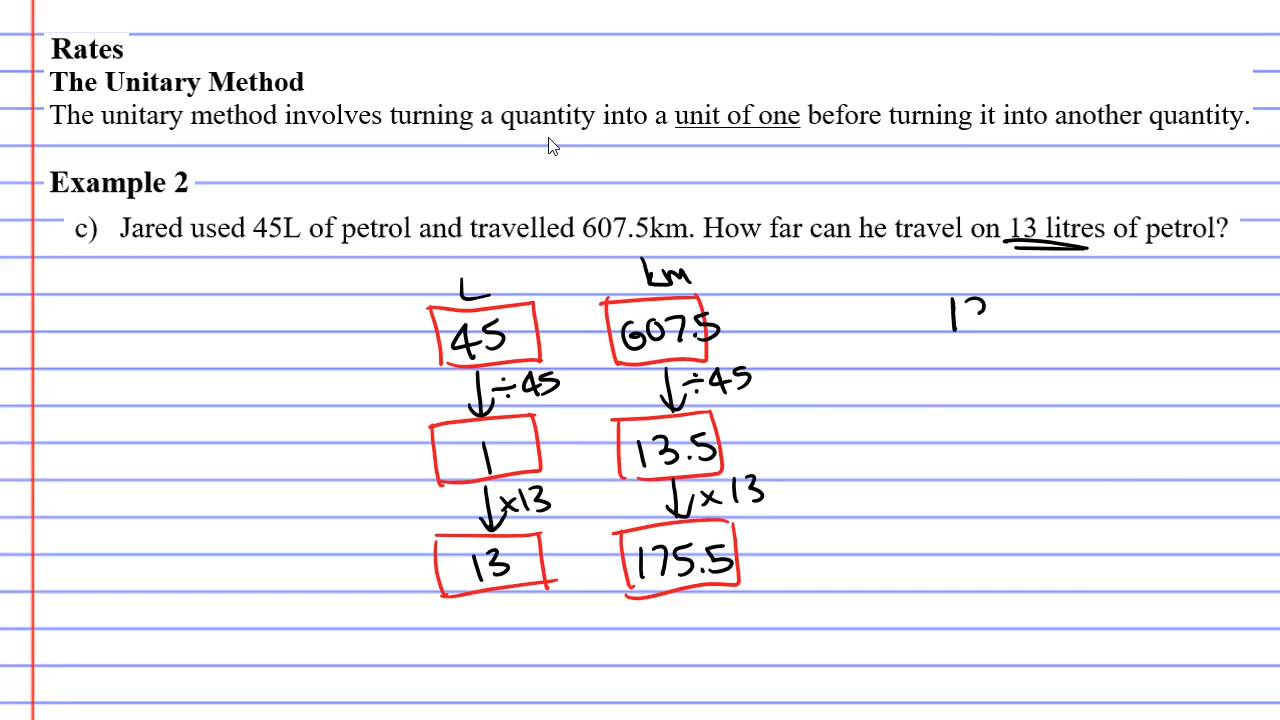 Rates
The Unitary Method
The unitary method involves turning a quantity into a unit of one before turning it into another quantity.
Example 2
c) Jared used 45L of petrol and travelled 607.5km. How far can he travel on 13 litres of petrol?
L km
45 607.5
÷45 ÷45
1 13.5
×13 ×13
13 175.5